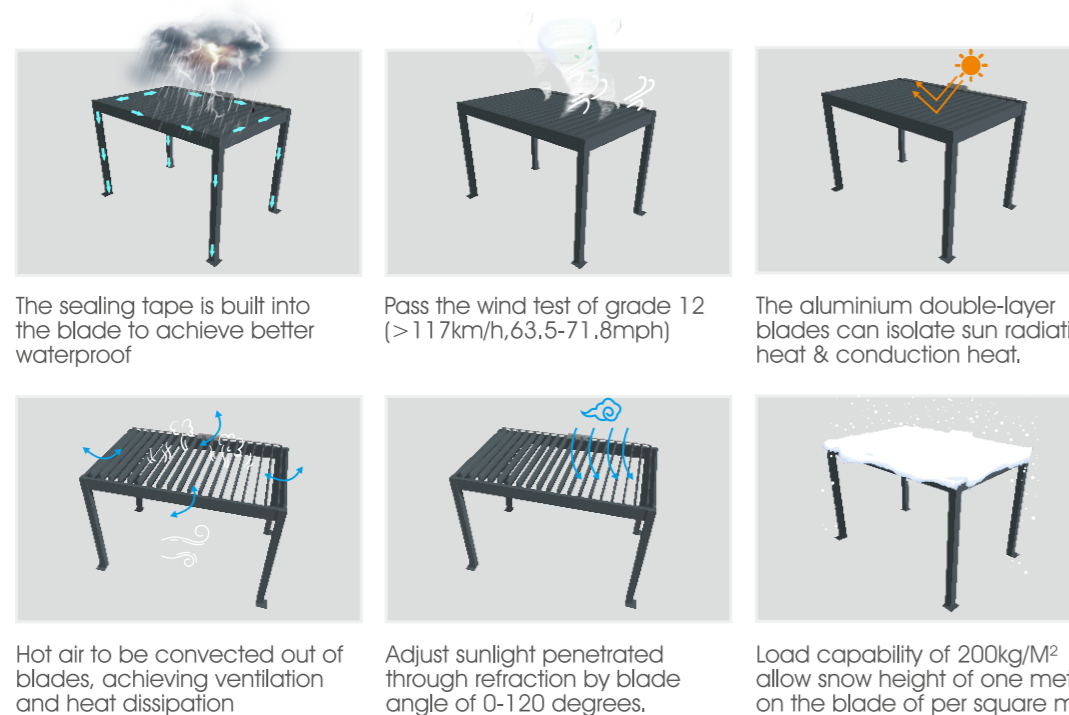 The sealing tape is built into
the blade to achieve better
waterproof
Pass the wind test of grade 12
(>117km/h,63.5-71.8mph)
The aluminium double-layer
blades can isolate sun
heat & conduction heat.
Hot air to be convected out of
blades, achieving ventilation
and heat dissipation
Adjust sunlight penetrated
through refraction by blade
angle of 0-120 degrees.
Load capability of 200kg/M²
allow snow height of one
on the blade of per square